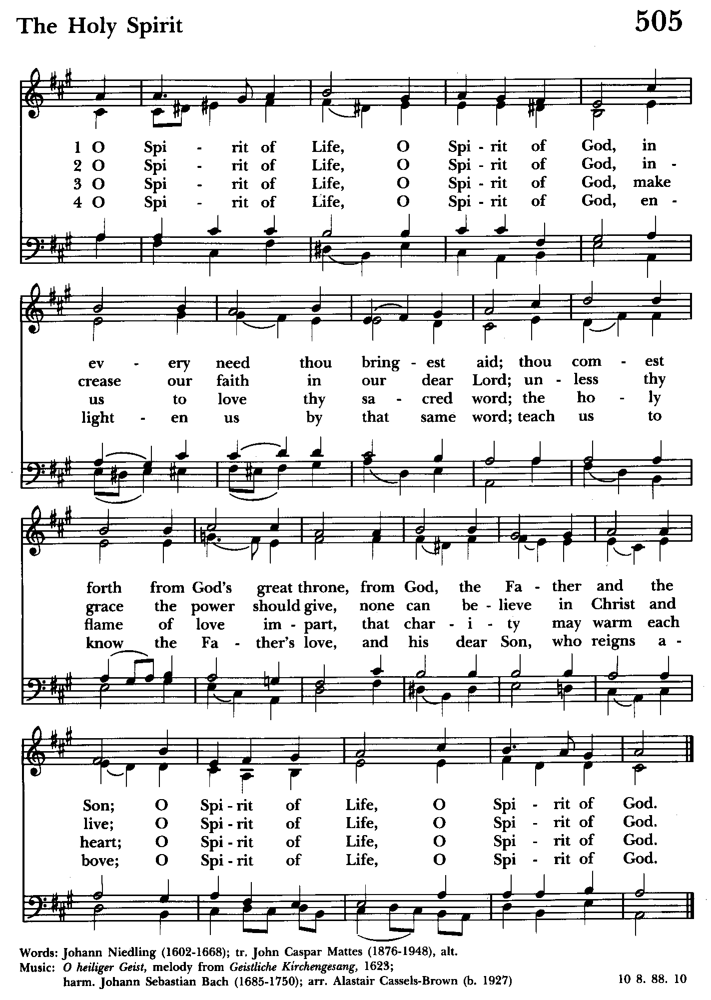 The Holy Spirit 505
1 O Spi - rit of Life, O Spi - rit of God, in
2 O Spi - rit of Life, O Spi - rit of God, in -
3 O Spi - rit of Life, O Spi - rit of God, make
4 O Spi - rit of Life, O Spi - rit of God, en -
ev - ery need thou bring - est aid; thou com - est
crease our faith in our dear Lord; un - less thy
us to love thy sa - cred word; the ho - ly
light - en us by that same word; teach us to
forth from God's great throne, from God, the Fa - ther and the
grace the power should give, none can be - lieve in Christ and
flame of love im - part, that char - i - ty may warm each
know the Fa - ther's love, and his dear Son, who reigns a -
Son; O Spi - rit of Life, O Spi - rit of God.
live; O Spi - rit of Life, O Spi - rit of God.
heart; O Spi - rit of Life, O Spi - rit of God.
bove; O Spi - rit of Life, O Spi - rit of God.
Words: Johann Niedling (1602-1668); tr. John Caspar Mattes (1876-1948), alt.
Music: O heiliger Geist, melody from Geistliche Kirchengesang, 1623;
harm. Johann Sebastian Bach (1685-1750); arr. Alastair Cassels-Brown (b. 1927) 10 8. 88. 10